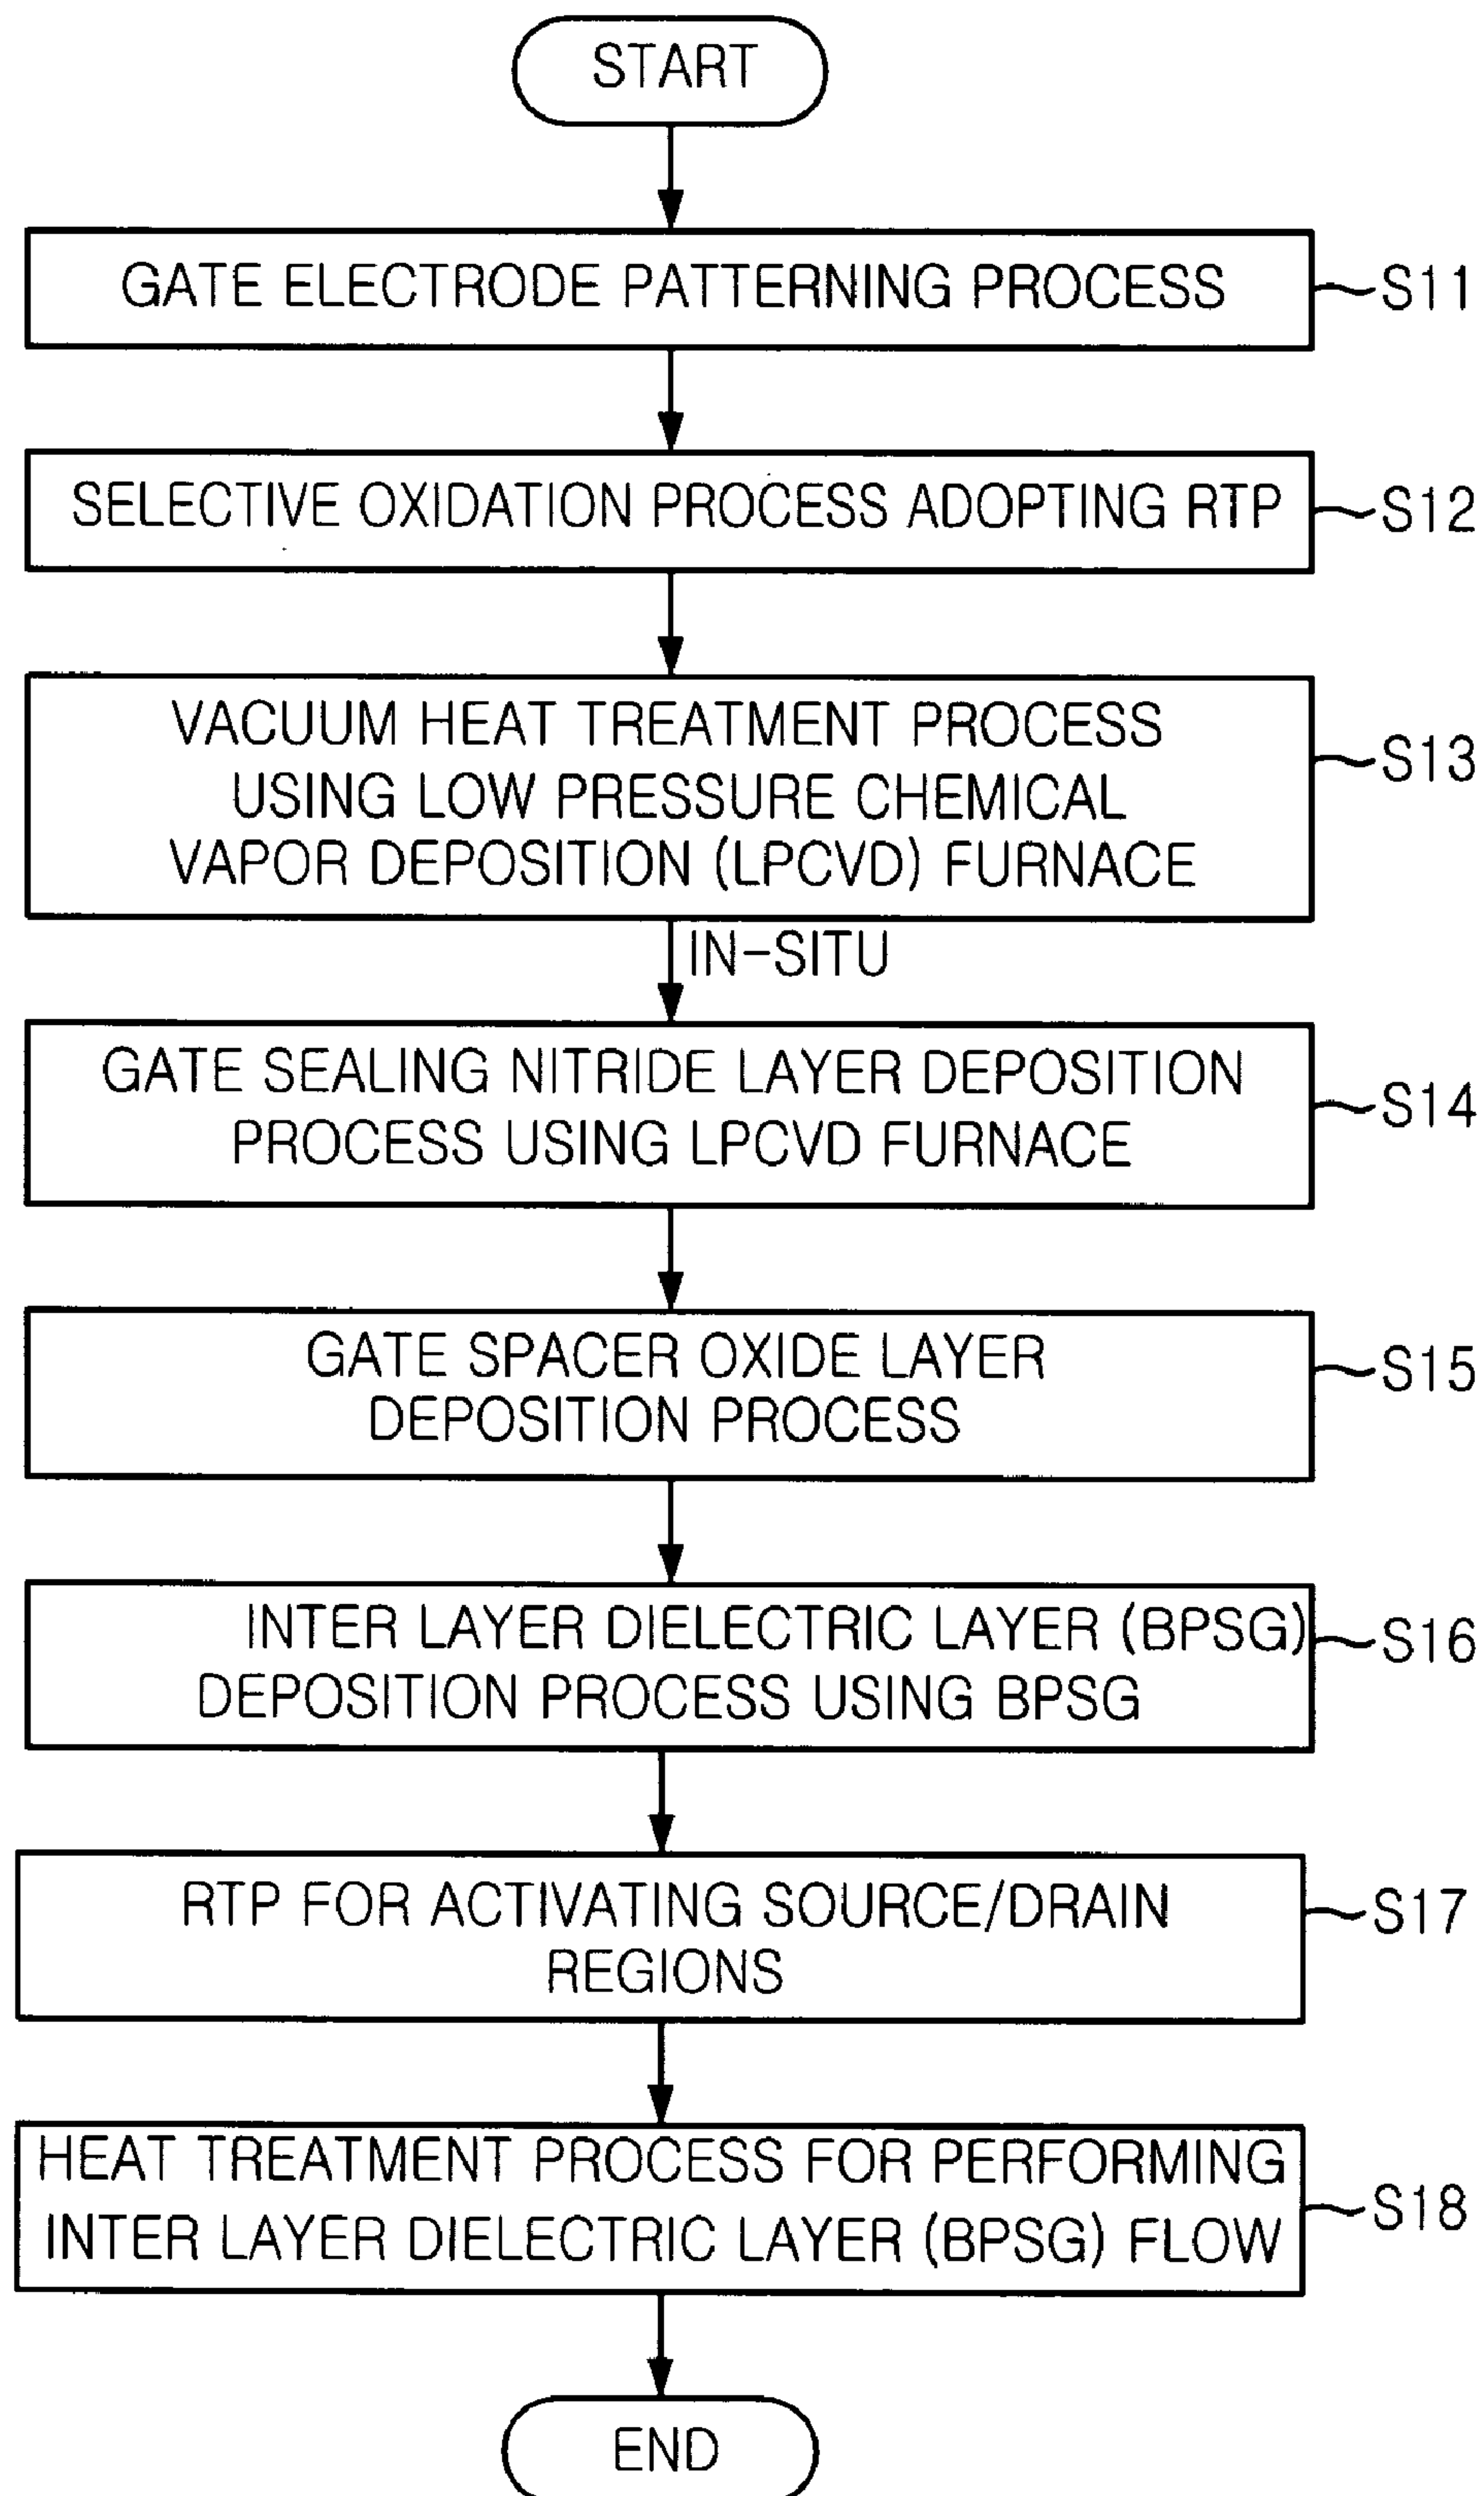 START
GATE ELECTRODE PATTERNING PROCESS
S11
SELECTIVE OXIDATION PROCESS ADOPTING RTP
S12
VACUUM HEAT TREATMENT PROCESS
USING LOW PRESSURE CHEMICAL
VAPOR DEPOSITION (LPCVD) FURNACE
S13
IN-SITU
GATE SEALING NITRIDE LAYER DEPOSITION
PROCESS USING LPCVD FURNACE
S14
GATE SPACER OXIDE LAYER
DEPOSITION PROCESS
S15
INTER LAYER DIELECTRIC LAYER (BPSG)
DEPOSITION PROCESS USING BPSG
S16
RTP FOR ACTIVATING SOURCE/DRAIN
REGIONS
S17
HEAT TREATMENT PROCESS FOR PERFORMING
INTER LAYER DIELECTRIC LAYER (BPSG) FLOW
S18
END